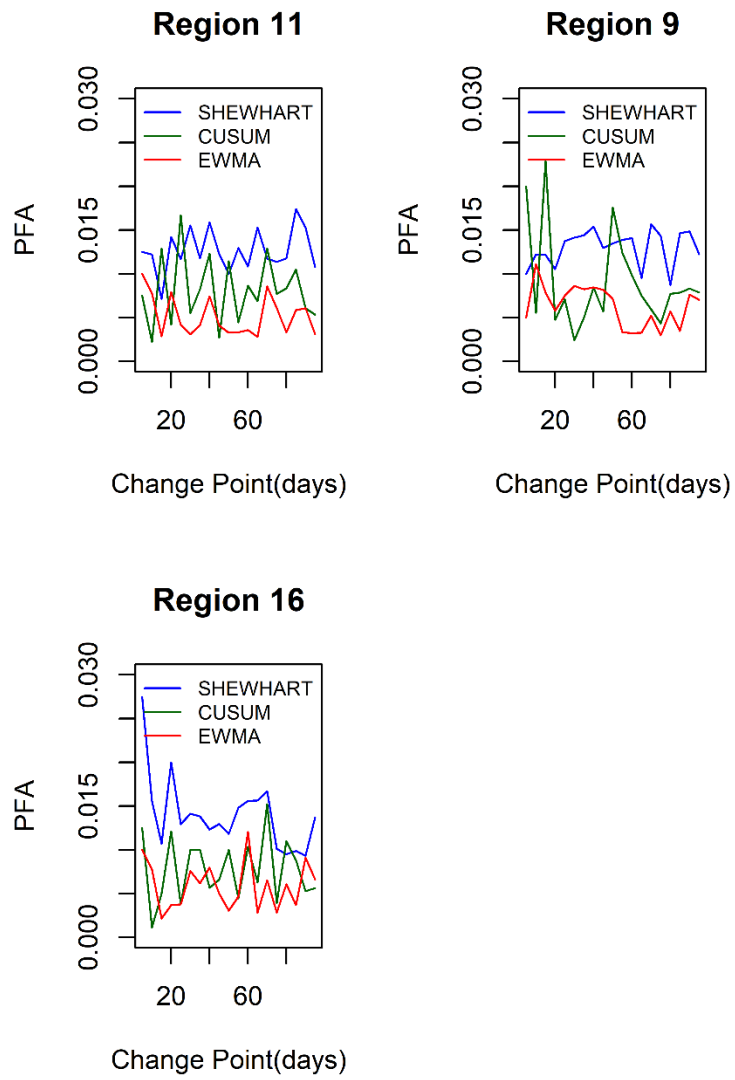 Region 11
SHEWHART
CUSUM
EWMA
PFA
0.000
0.015
0.030
20
60
Change Point(days)
Region 9
SHEWHART
CUSUM
EWMA
PFA
0.000
0.015
0.030
20
60
Change Point(days)
Region 16
SHEWHART
CUSUM
EWMA
PFA
0.000
0.015
0.030
20
60
Change Point(days)